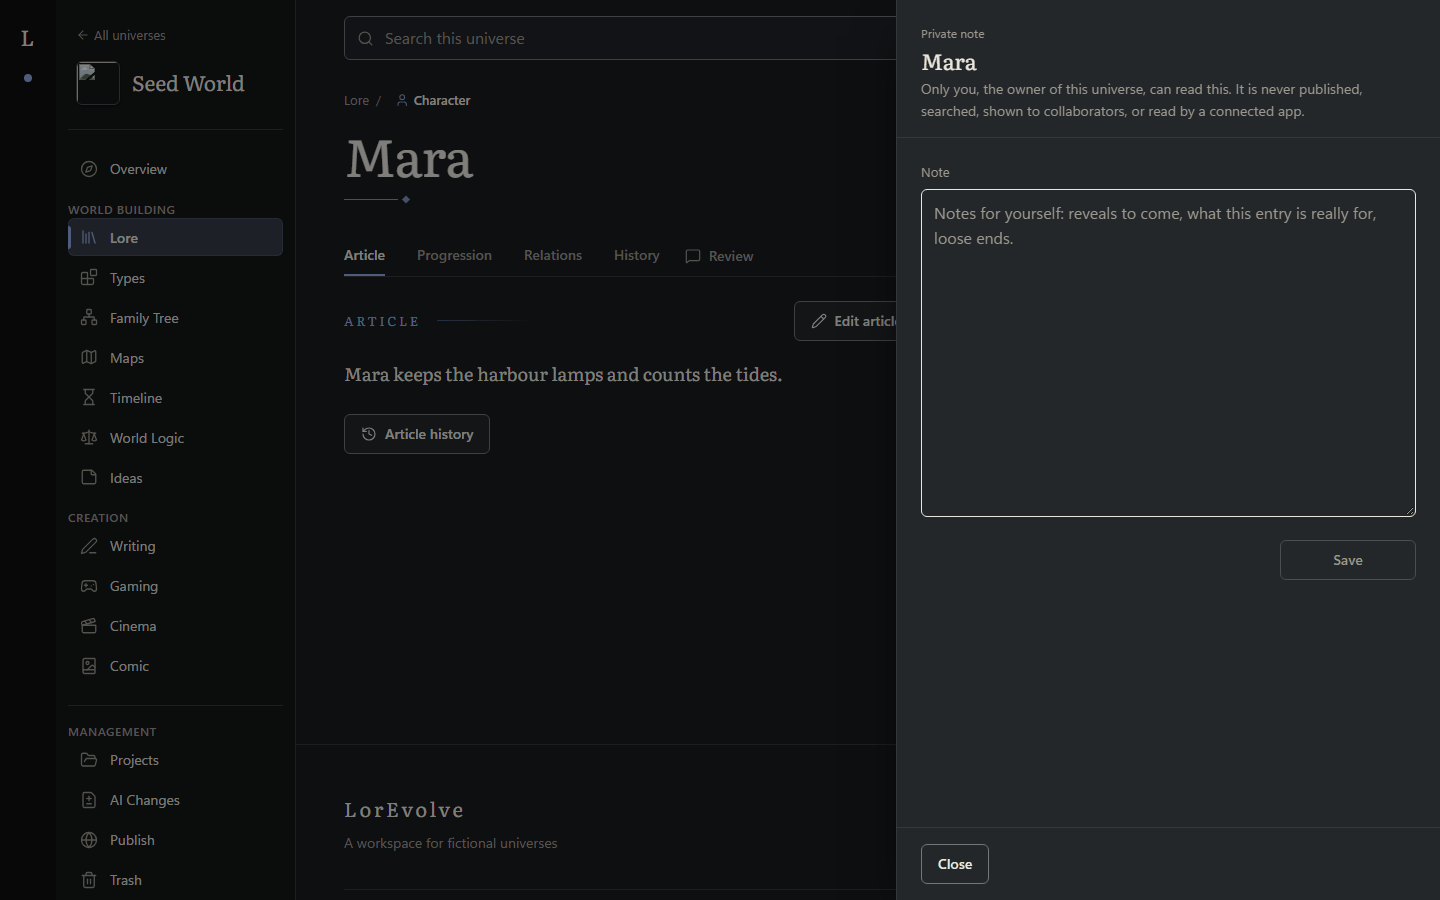 L
All universes
Seed World
Overview
WORLD BUILDING
Lore
Types
Family Tree
Maps
Timeline
World Logic
Ideas
CREATION
Writing
Gaming
Cinema
Comic
MANAGEMENT
Projects
AI Changes
Publish
Trash
Search this universe
Lore / Character
Mara
Article Progression Relations History Review
ARTICLE
Edit article
Mara keeps the harbour lamps and counts the tides.
Article history
LorEvolve
A workspace for fictional universes
Private note
Mara
Only you, the owner of this universe, can read this. It is never published,
searched, shown to collaborators, or read by a connected app.
Note
Notes for yourself: reveals to come, what this entry is really for,
loose ends.
Save
Close